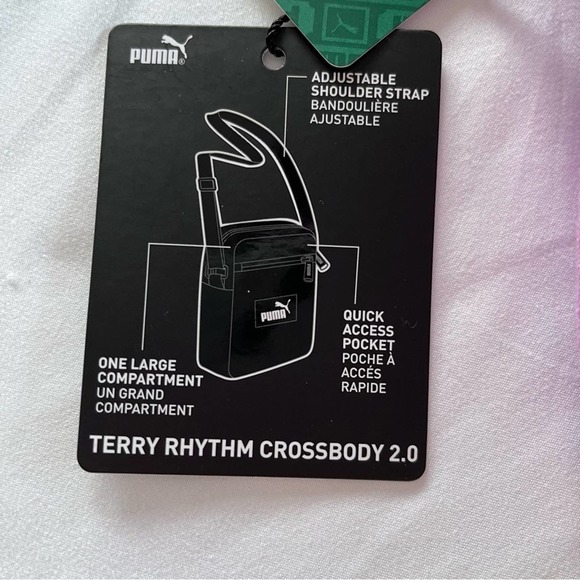 PUMA®
ADJUSTABLE
SHOULDER STRAP
BANDOULIÈRE
AJUSTABLE
PUMA
QUICK
ACCESS
POCKET
POCHE À
ACCÉS
RAPIDE
ONE LARGE
COMPARTMENT
UN GRAND
COMPARTMENT
TERRY RHYTHM CROSSBODY 2.0